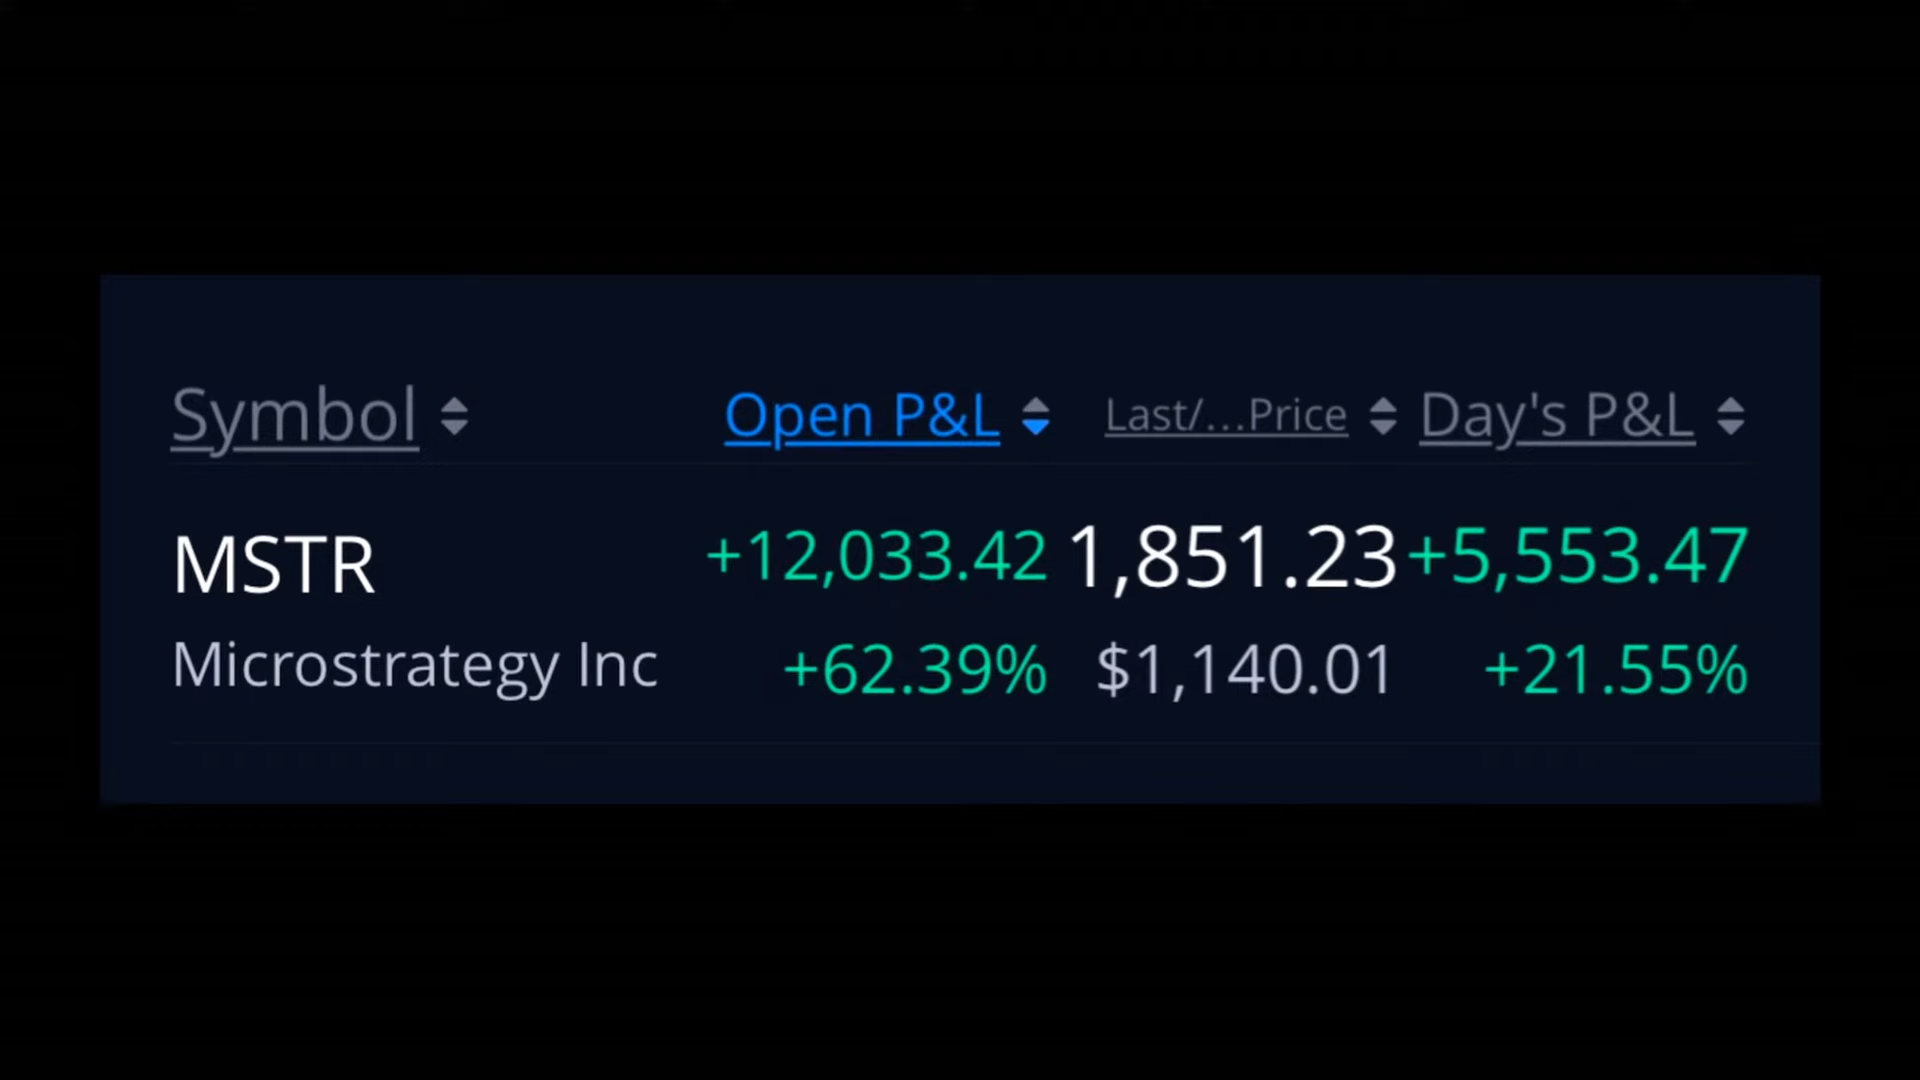 Symbol Open P&L Last/...Price Day's P&L
MSTR +12,033.42 1,851.23 +5,553.47
Microstrategy Inc +62.39% $1,140.01 +21.55%